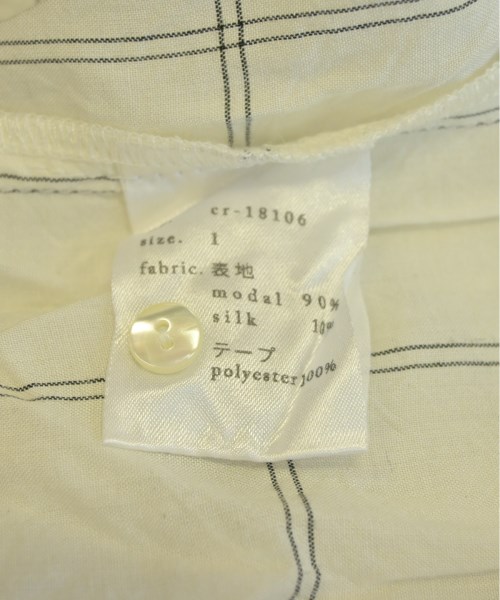 cr-18106
size. 1
fabric. 表地
modal 90%
silk 10%
テープ
polyester 100%